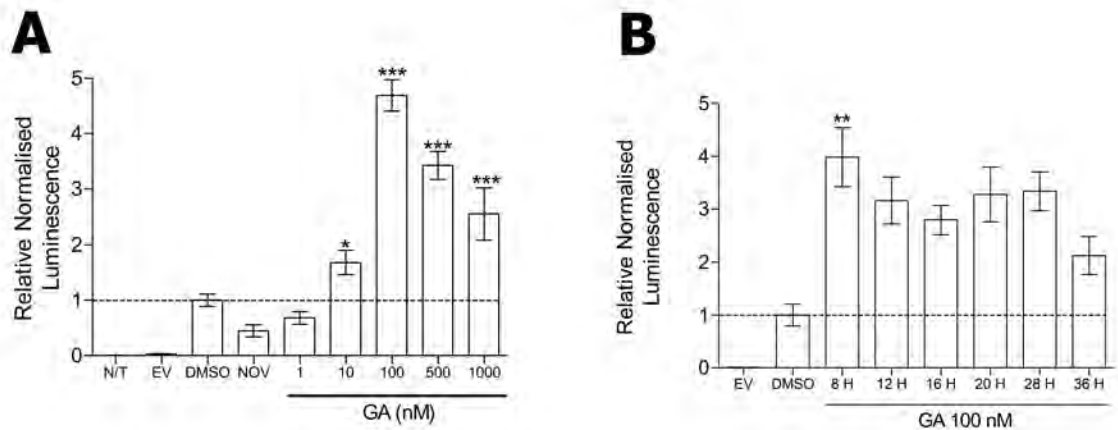 A
Relative Normalised
Luminescence
5
4
3
2
1
0
*
***
***
***
N/T EV DMSO NOV 1 10 100 500 1000
GA (nM)
B
Relative Normalised
Luminescence
5
4
3
2
1
0
**
EV DMSO 8 H 12 H 16 H 20 H 28 H 36 H
GA 100 nM